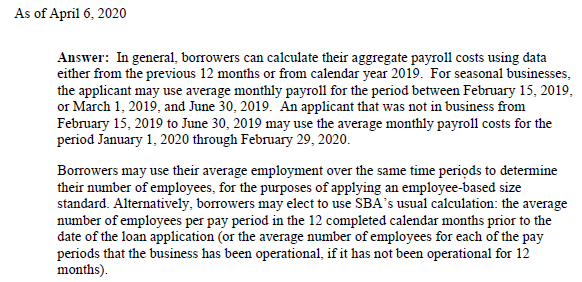 As of April 6, 2020
Answer: In general, borrowers can calculate their aggregate payroll costs using data
either from the previous 12 months or from calendar year 2019. For seasonal businesses,
the applicant may use average monthly payroll for the period between February 15, 2019,
or March 1, 2019, and June 30, 2019. An applicant that was not in business from
February 15, 2019 to June 30, 2019 may use the average monthly payroll costs for the
period January 1, 2020 through February 29, 2020.
Borrowers may use their average employment over the same time periods to determine
their number of employees, for the purposes of applying an employee-based size
standard. Alternatively, borrowers may elect to use SBA's usual calculation: the average
number of employees per pay period in the 12 completed calendar months prior to the
date of the loan application (or the average number of employees for each of the pay
periods that the business has been operational, if it has not been operational for 12
months).